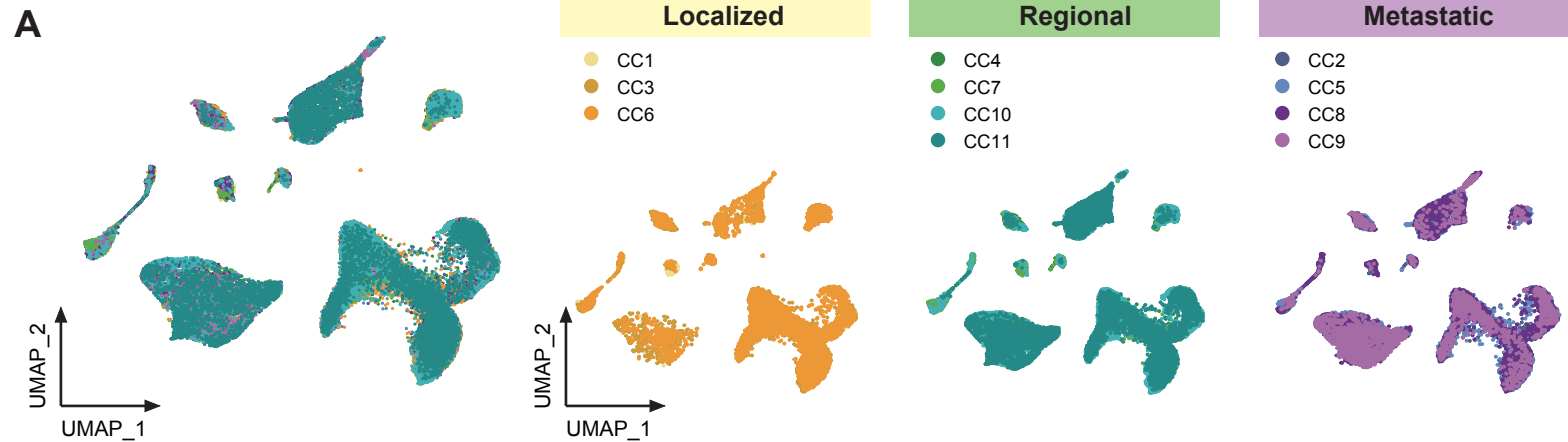 A
Localized
CC1
CC3
CC6
Regional
CC4
CC7
CC10
CC11
Metastatic
CC2
CC5
CC8
CC9
UMAP_2
UMAP_1
UMAP_2
UMAP_1